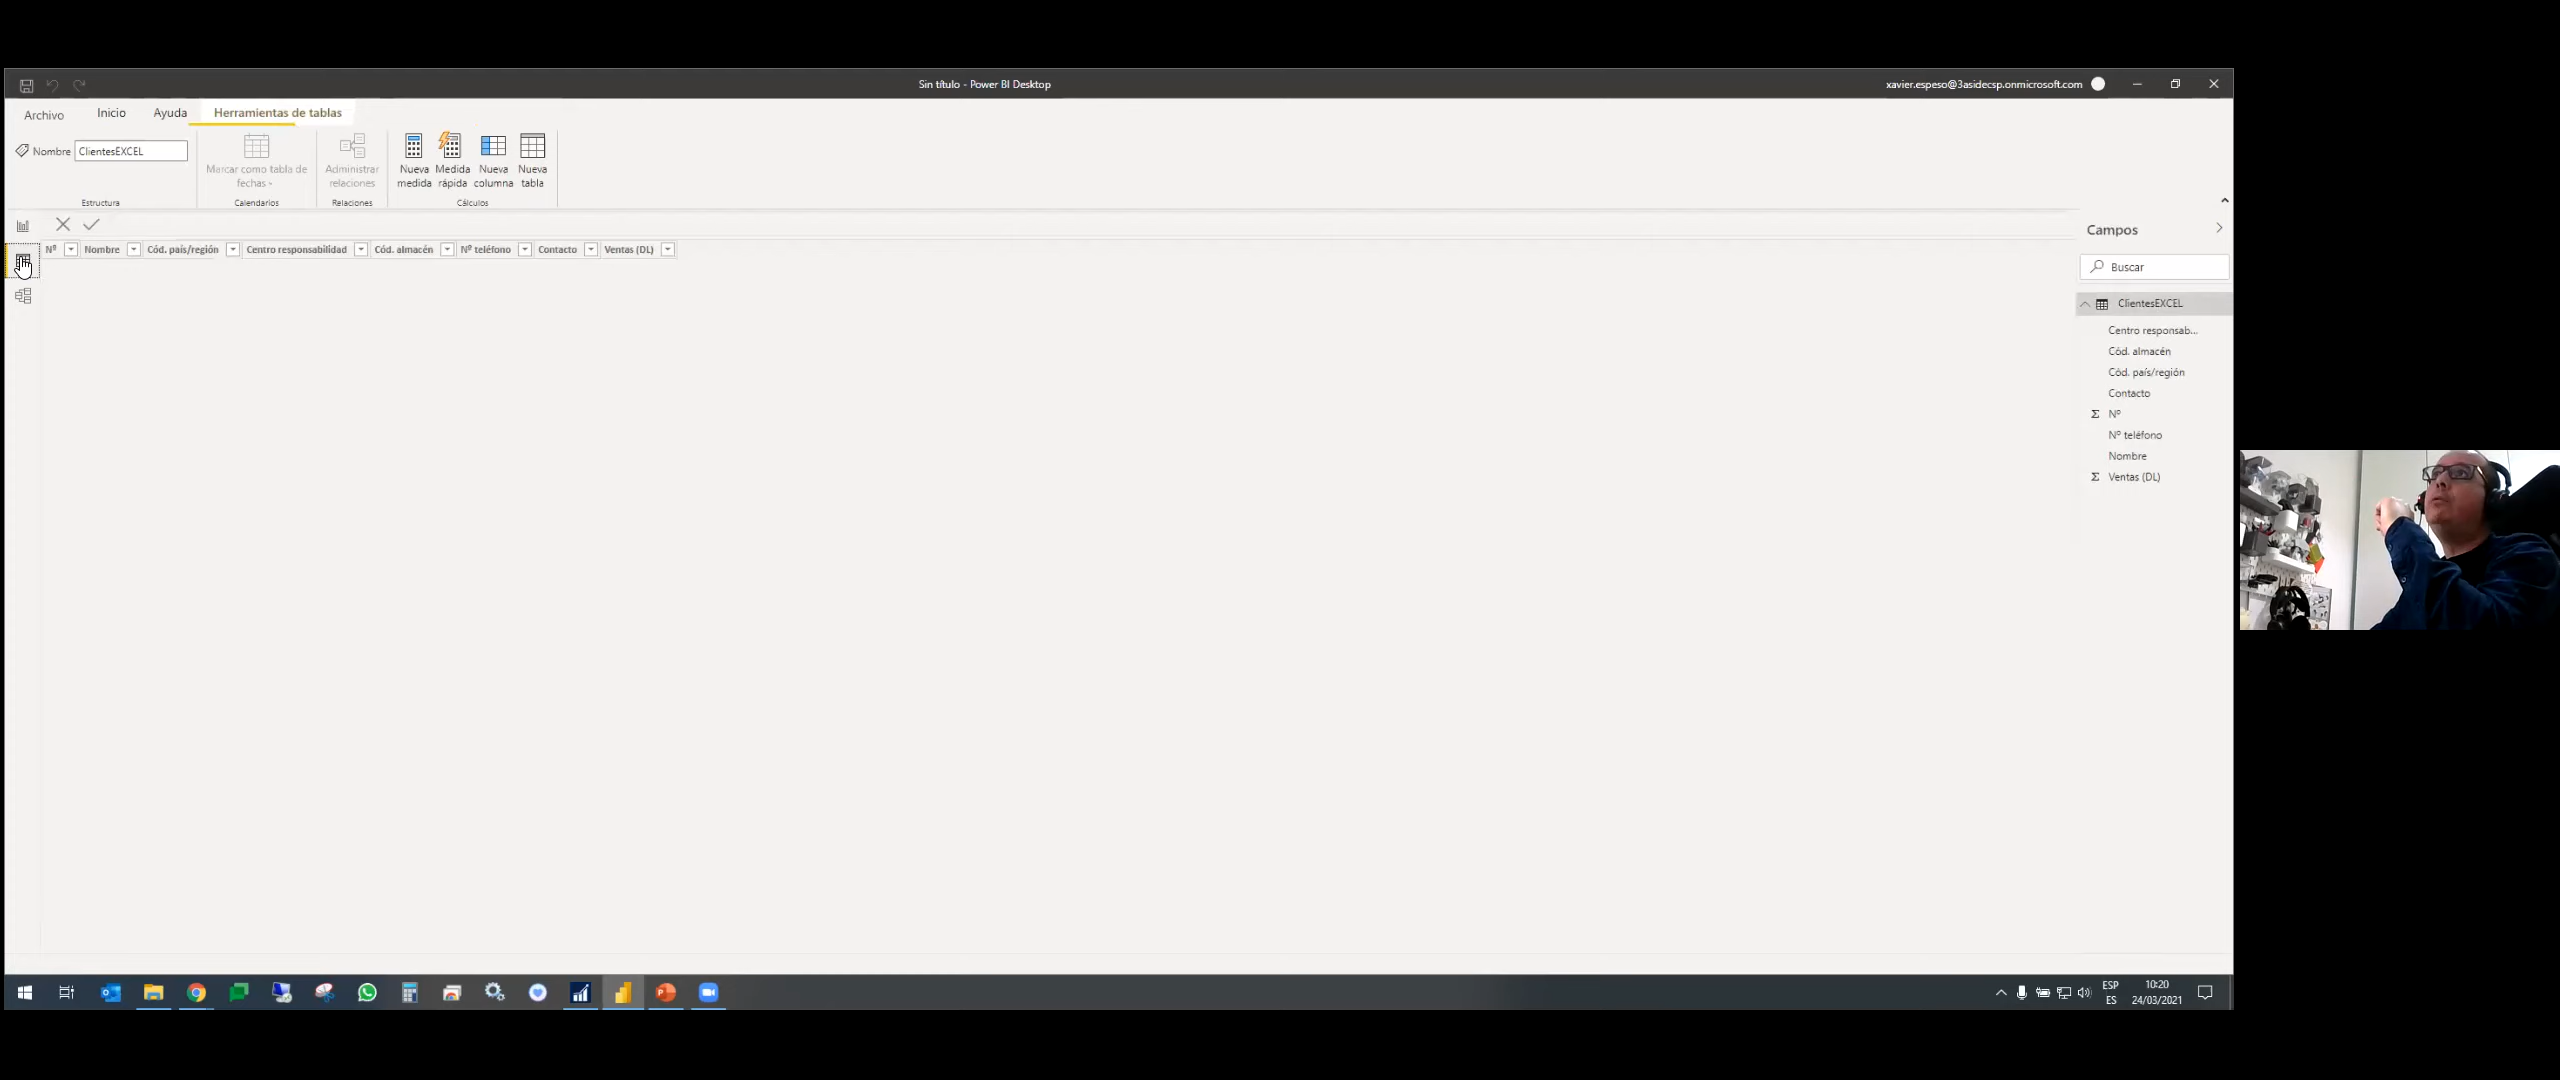 Sin título - Power BI Desktop
xavier.espeso@3asidecsp.onmicrosoft.com
Archivo
Inicio
Ayuda
Herramientas de tablas
Nombre
ClientesEXCEL
Marcar como tabla de
fechas
Administrar
relaciones
Nueva
medida
Medida
rápida
Nueva
columna
Nueva
tabla
Estructura
Calendarios
Relaciones
Cálculos
Nº
Nombre
Cód. país/región
Centro responsabilidad
Cód. almacén
Nº teléfono
Contacto
Ventas (DL)
Campos
Buscar
ClientesEXCEL
Centro responsab...
Cód. almacén
Cód. país/región
Contacto
Σ Nº
Nº teléfono
Nombre
Σ Ventas (DL)
ESP
ES
10:20
24/03/2021